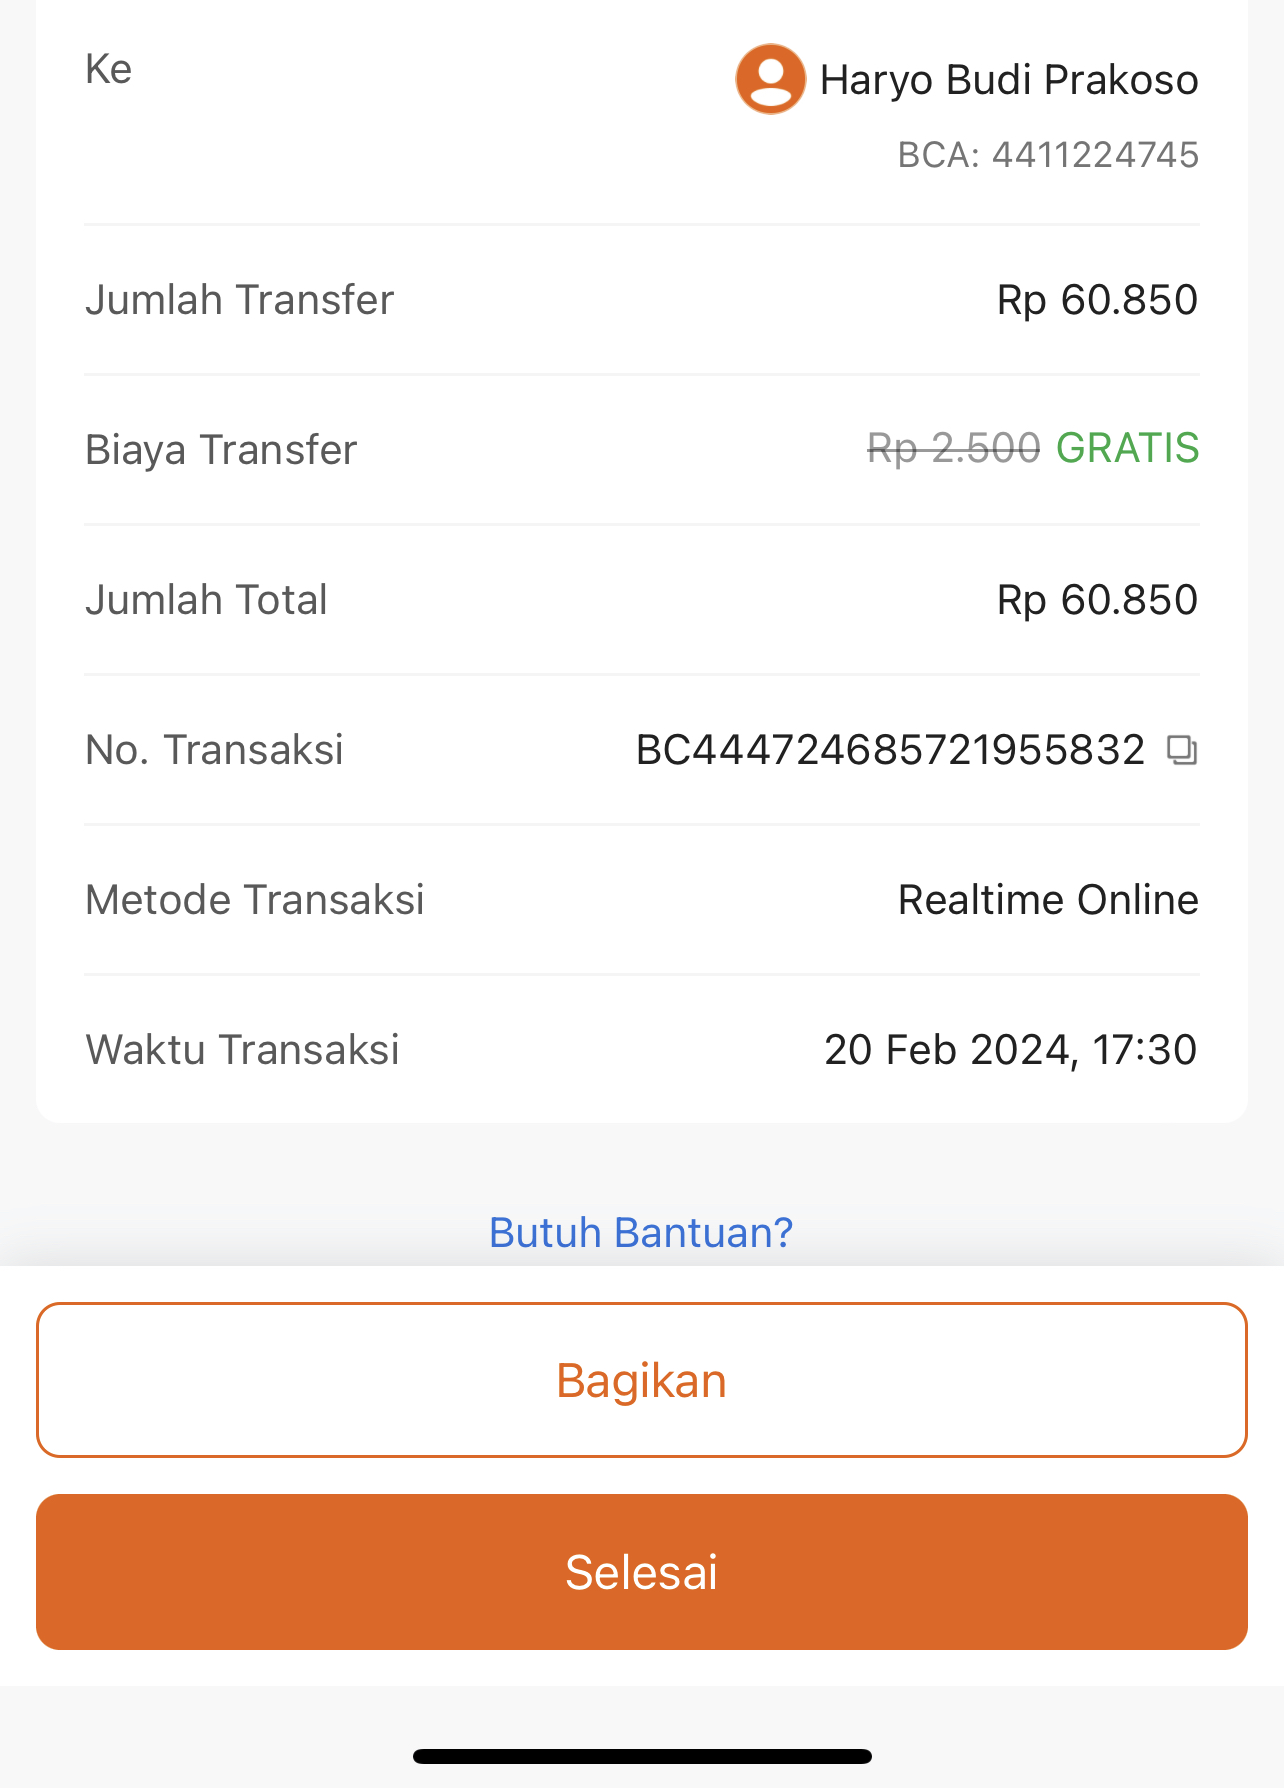 Ke
Haryo Budi Prakoso
BCA: 4411224745
Jumlah Transfer Rp 60.850
Biaya Transfer Rp 2.500 GRATIS
Jumlah Total Rp 60.850
No. Transaksi BC444724685721955832
Metode Transaksi Realtime Online
Waktu Transaksi 20 Feb 2024, 17:30
Butuh Bantuan?
Bagikan
Selesai